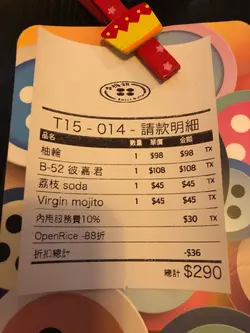 T15 - 014 - 請款明細
品名 數量 單價 金額
柚輪 1 $98 $98 TX
B-52 彼·嘉·君 1 $108 $108 TX
荔枝 soda 1 $45 $45 TX
Virgin mojito 1 $45 $45 TX
內用服務費10% $30 TX
OpenRice -88折
折扣總計 -$36
總計 $290